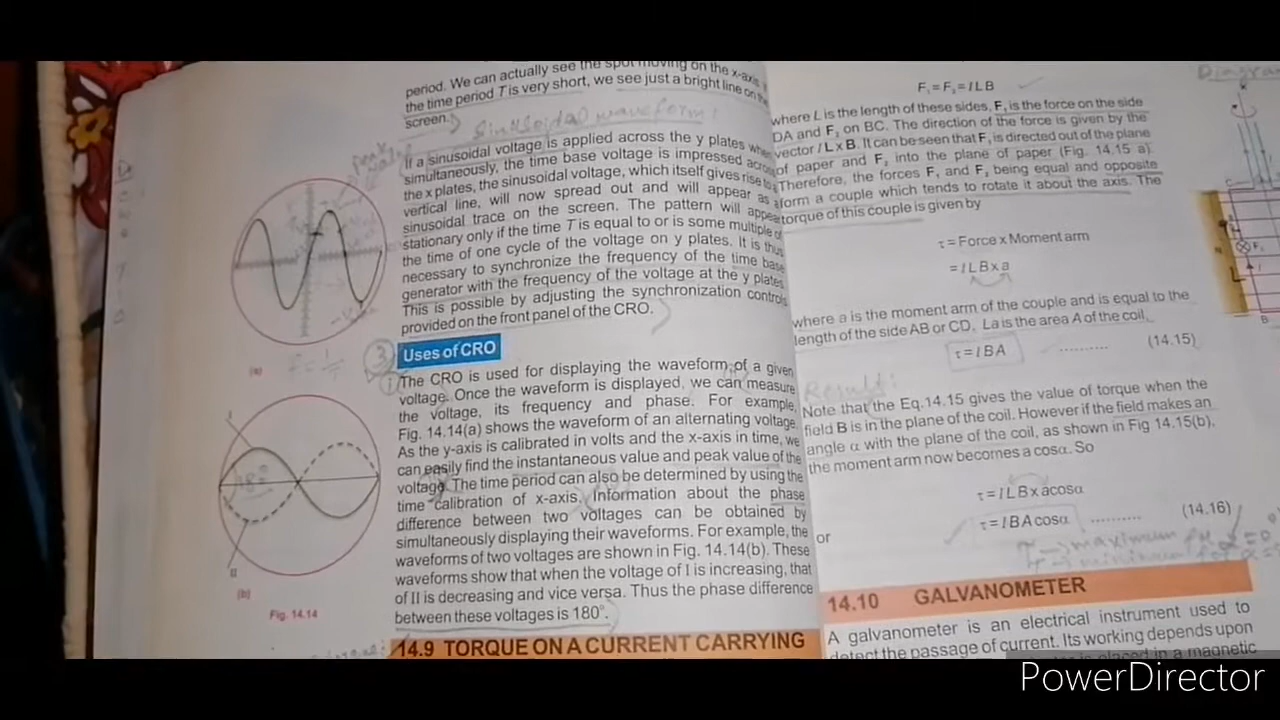 period. We can actually see the spot moving on the x-axis. If
the time period T is very short, we see just a bright line on the
screen.
Sinusoidal waveform:
If a sinusoidal voltage is applied across the y plates when
simultaneously, the time base voltage is impressed across
the x plates, the sinusoidal voltage, which itself gives rise to a
vertical line, will now spread out and will appear as a
sinusoidal trace on the screen. The pattern will appear
stationary only if the time T is equal to or is some multiple of
the time of one cycle of the voltage on y plates. It is thus
necessary to synchronize the frequency of the time base
generator with the frequency of the voltage at the y plates.
This is possible by adjusting the synchronization controls
provided on the front panel of the CRO.
(a)
3
Uses of CRO
The CRO is used for displaying the waveform of a given
voltage. Once the waveform is displayed, we can measure
the voltage, its frequency and phase. For example,
Fig. 14.14(a) shows the waveform of an alternating voltage.
As the y-axis is calibrated in volts and the x-axis in time, we
can easily find the instantaneous value and peak value of the
voltage. The time period can also be determined by using the
time calibration of x-axis. Information about the phase
difference between two voltages can be obtained by
simultaneously displaying their waveforms. For example, the
waveforms of two voltages are shown in Fig. 14.14(b). These
waveforms show that when the voltage of I is increasing, that
of II is decreasing and vice versa. Thus the phase difference
between these voltages is 180°.
I
180°
II
(b)
Fig. 14.14
14.9 TORQUE ON A CURRENT CARRYING
F₁ = F₂ = ILB
where L is the length of these sides, F₁ is the force on the side
DA and F₂ on BC. The direction of the force is given by the
vector I L x B. It can be seen that F₁ is directed out of the plane
of paper and F₂ into the plane of paper (Fig. 14.15 a).
Therefore, the forces F₁ and F₂ being equal and opposite
form a couple which tends to rotate it about the axis. The
torque of this couple is given by
τ = Force x Moment arm
= I L B x a
where a is the moment arm of the couple and is equal to the
length of the side AB or CD. La is the area A of the coil,
τ = I B A .......... (14.15)
Result:
Note that the Eq.14.15 gives the value of torque when the
field B is in the plane of the coil. However if the field makes an
angle α with the plane of the coil, as shown in Fig 14.15(b),
the moment arm now becomes a cosα. So
τ = I L B x acosα
or τ = I B A cosα .......... (14.16)
14.10 GALVANOMETER
A galvanometer is an electrical instrument used to
detect the passage of current. Its working depends upon
B
PowerDirector